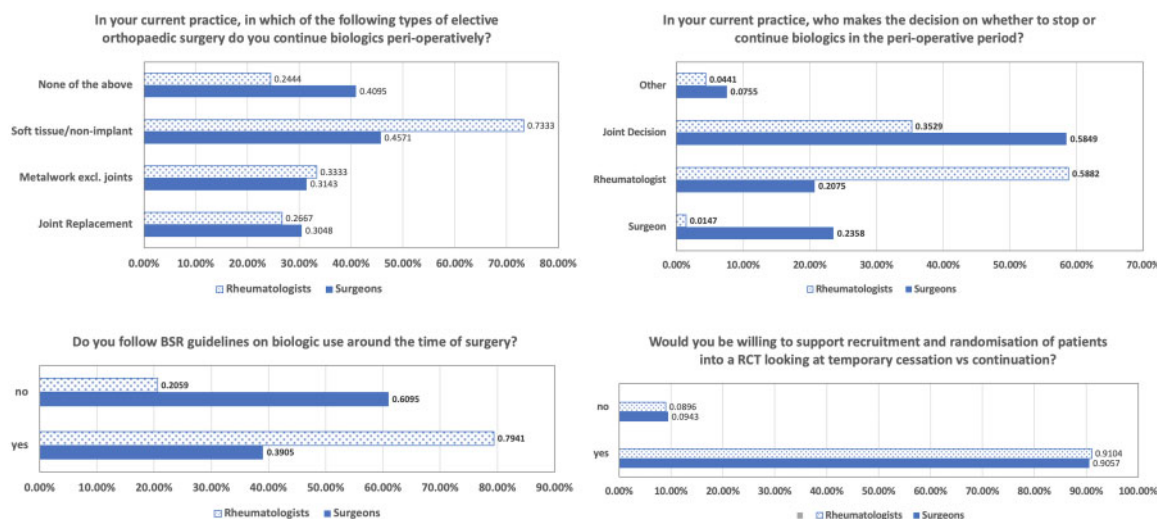 In your current practice, in which of the following types of elective
orthopaedic surgery do you continue biologics peri-operatively?
None of the above
0.2444
0.4095
Soft tissue/non-implant
0.7333
0.4571
Metalwork excl. joints
0.3333
0.3143
Joint Replacement
0.2667
0.3048
0.00% 10.00% 20.00% 30.00% 40.00% 50.00% 60.00% 70.00% 80.00%
Rheumatologists Surgeons
In your current practice, who makes the decision on whether to stop or
continue biologics in the peri-operative period?
Other
0.0441
0.0755
Joint Decision
0.3529
0.5849
Rheumatologist
0.5882
0.2075
Surgeon
0.0147
0.2358
0.00% 10.00% 20.00% 30.00% 40.00% 50.00% 60.00% 70.00%
Rheumatologists Surgeons
Do you follow BSR guidelines on biologic use around the time of surgery?
no
0.2059
0.6095
yes
0.7941
0.3905
0.00% 10.00% 20.00% 30.00% 40.00% 50.00% 60.00% 70.00% 80.00% 90.00%
Rheumatologists Surgeons
Would you be willing to support recruitment and randomisation of patients
into a RCT looking at temporary cessation vs continuation?
no
0.0896
0.0943
yes
0.9104
0.9057
0.00% 10.00% 20.00% 30.00% 40.00% 50.00% 60.00% 70.00% 80.00% 90.00% 100.00%
Rheumatologists Surgeons